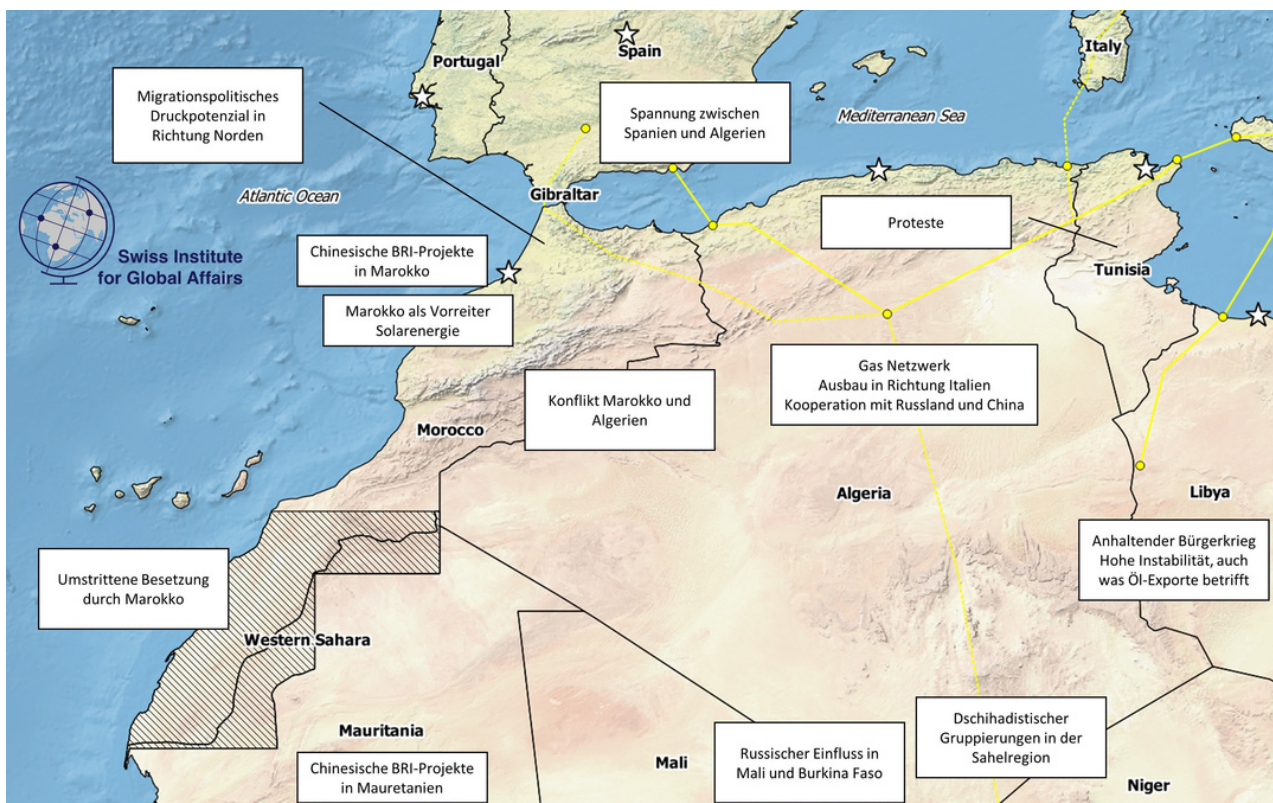 Portugal
Spain
Italy
Migrationspolitisches
Druckpotenzial in
Richtung Norden
Spannung zwischen
Spanien und Algerien
Mediterranean Sea
Atlantic Ocean
Gibraltar
Swiss Institute
for Global Affairs
Proteste
Chinesische BRI-Projekte
in Marokko
Tunisia
Marokko als Vorreiter
Solarenergie
Gas Netzwerk
Ausbau in Richtung Italien
Kooperation mit Russland und China
Konflikt Marokko und
Algerien
Morocco
Algeria
Libya
Anhaltender Bürgerkrieg
Hohe Instabilität, auch
was Öl-Exporte betrifft
Umstrittene Besetzung
durch Marokko
Western Sahara
Mauritania
Chinesische BRI-Projekte
in Mauretanien
Mali
Russischer Einfluss in
Mali und Burkina Faso
Dschihadistischer
Gruppierungen in der
Sahelregion
Niger